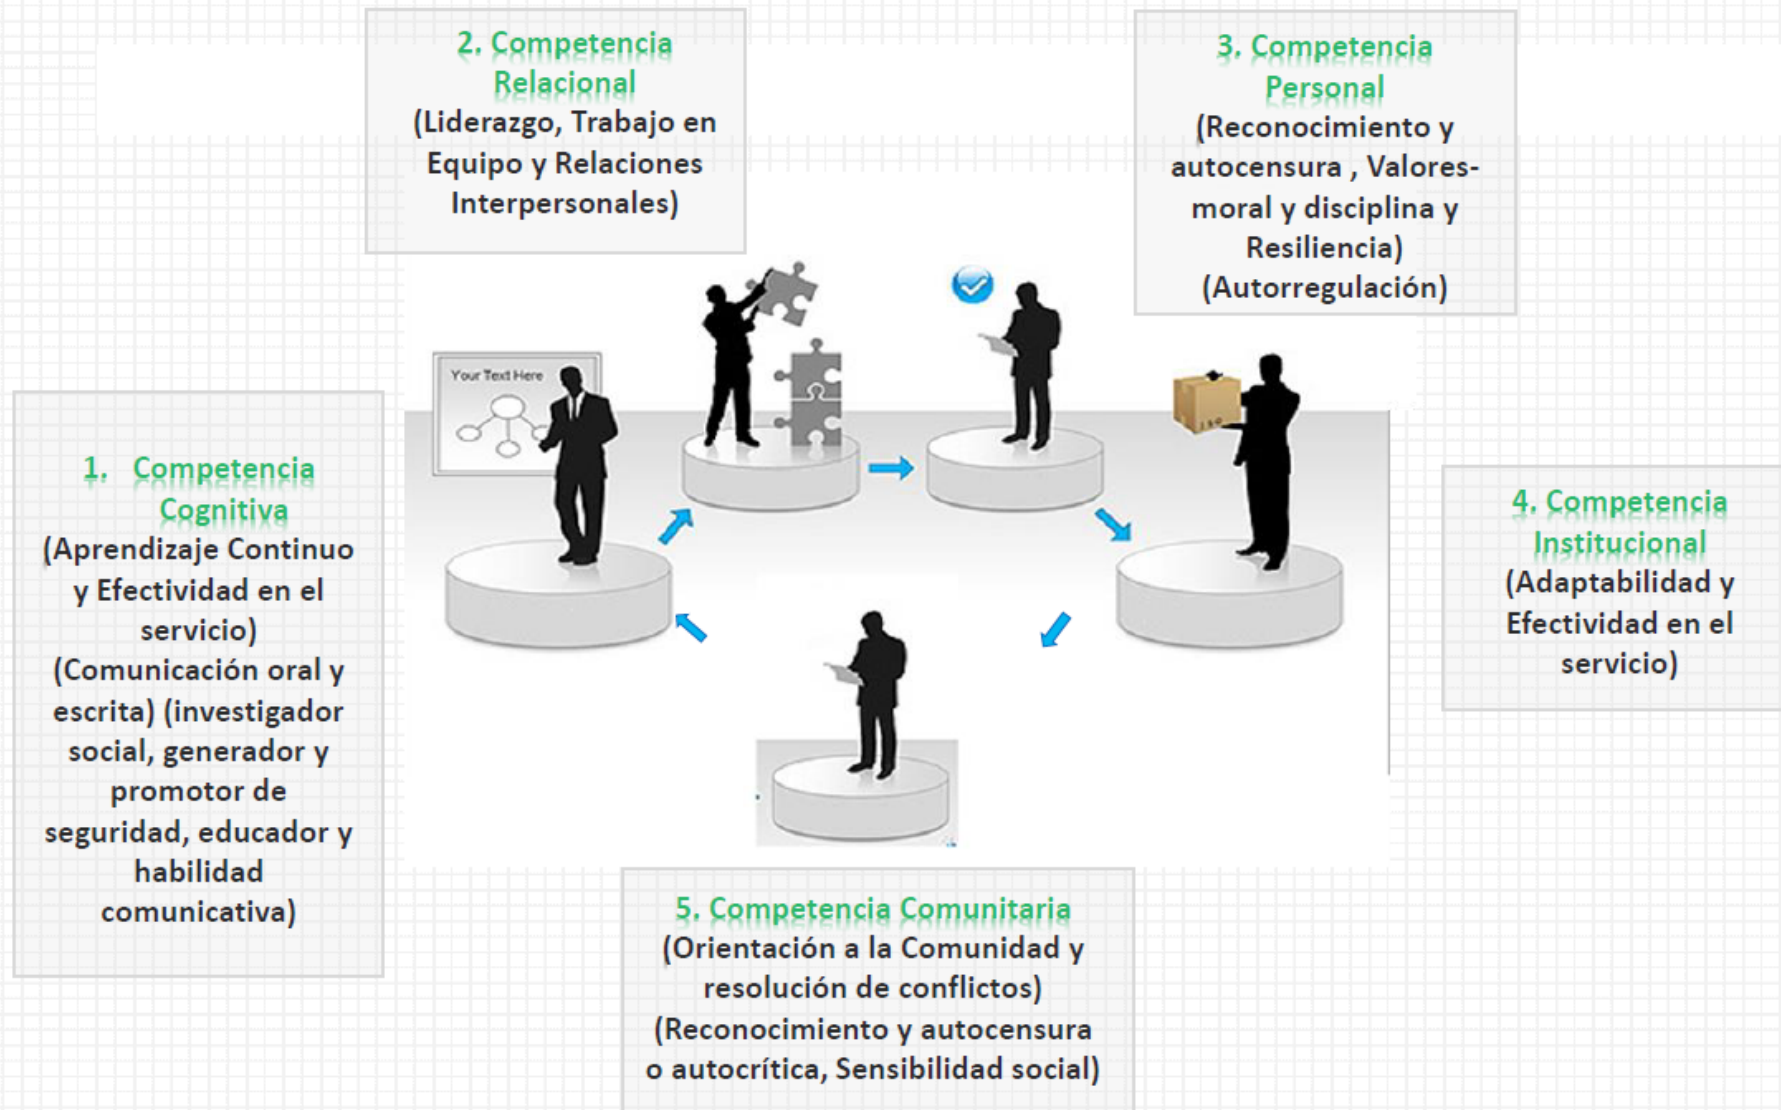 2. Competencia
Relacional
(Liderazgo, Trabajo en
Equipo y Relaciones
Interpersonales)
3. Competencia
Personal
(Reconocimiento y
autocensura , Valores-
moral y disciplina y
Resiliencia)
(Autorregulación)
Your Text Here
1. Competencia
Cognitiva
(Aprendizaje Continuo
y Efectividad en el
servicio)
(Comunicación oral y
escrita) (investigador
social, generador y
promotor de
seguridad, educador y
habilidad
comunicativa)
4. Competencia
Institucional
(Adaptabilidad y
Efectividad en el
servicio)
5. Competencia Comunitaria
(Orientación a la Comunidad y
resolución de conflictos)
(Reconocimiento y autocensura
o autocrítica, Sensibilidad social)